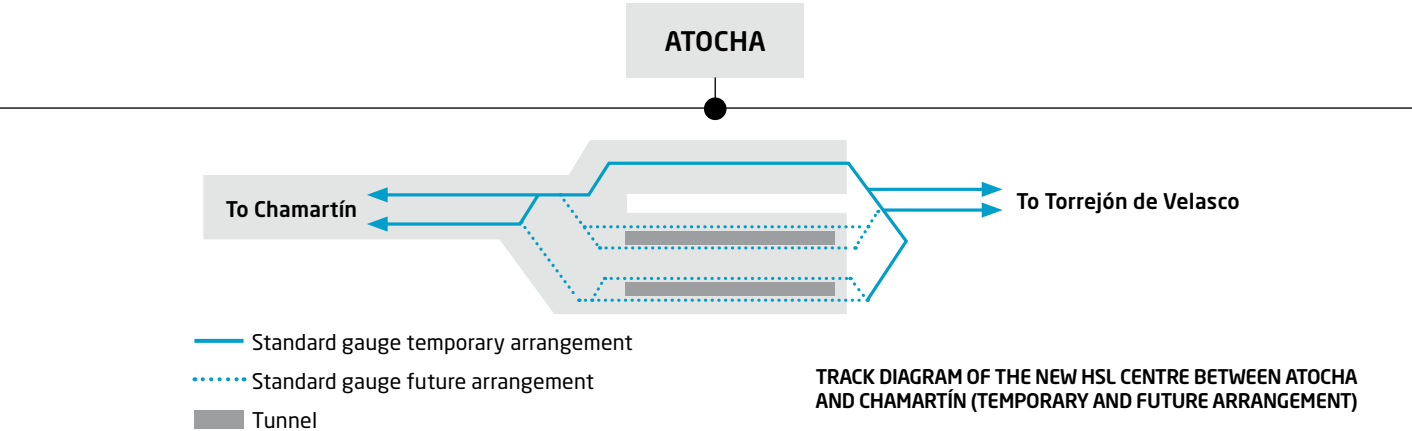 ATOCHA
To Chamartín
To Torrejón de Velasco
Standard gauge temporary arrangement
Standard gauge future arrangement
Tunnel
TRACK DIAGRAM OF THE NEW HSL CENTRE BETWEEN ATOCHA
AND CHAMARTÍN (TEMPORARY AND FUTURE ARRANGEMENT)